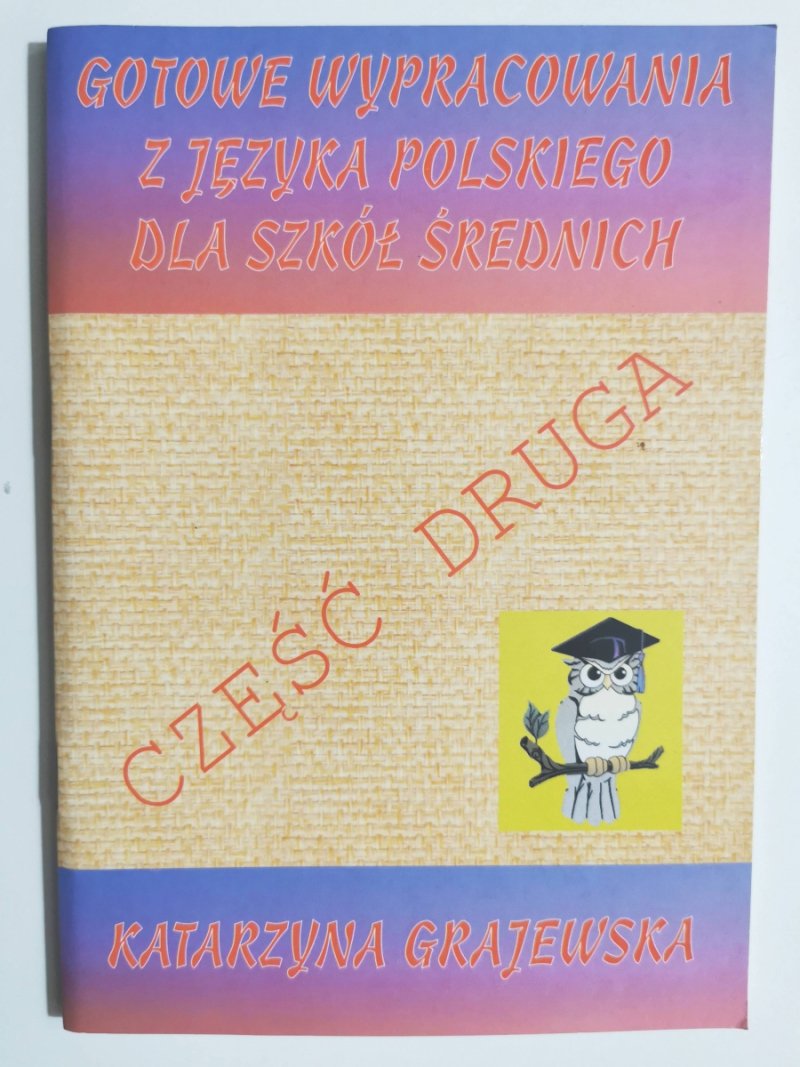 GOTOWE WYPRACOWANIA
Z JĘZYKA POLSKIEGO
DLA SZKÓŁ ŚREDNICH
CZĘŚĆ DRUGA
KATARZYNA GRAJEWSKA